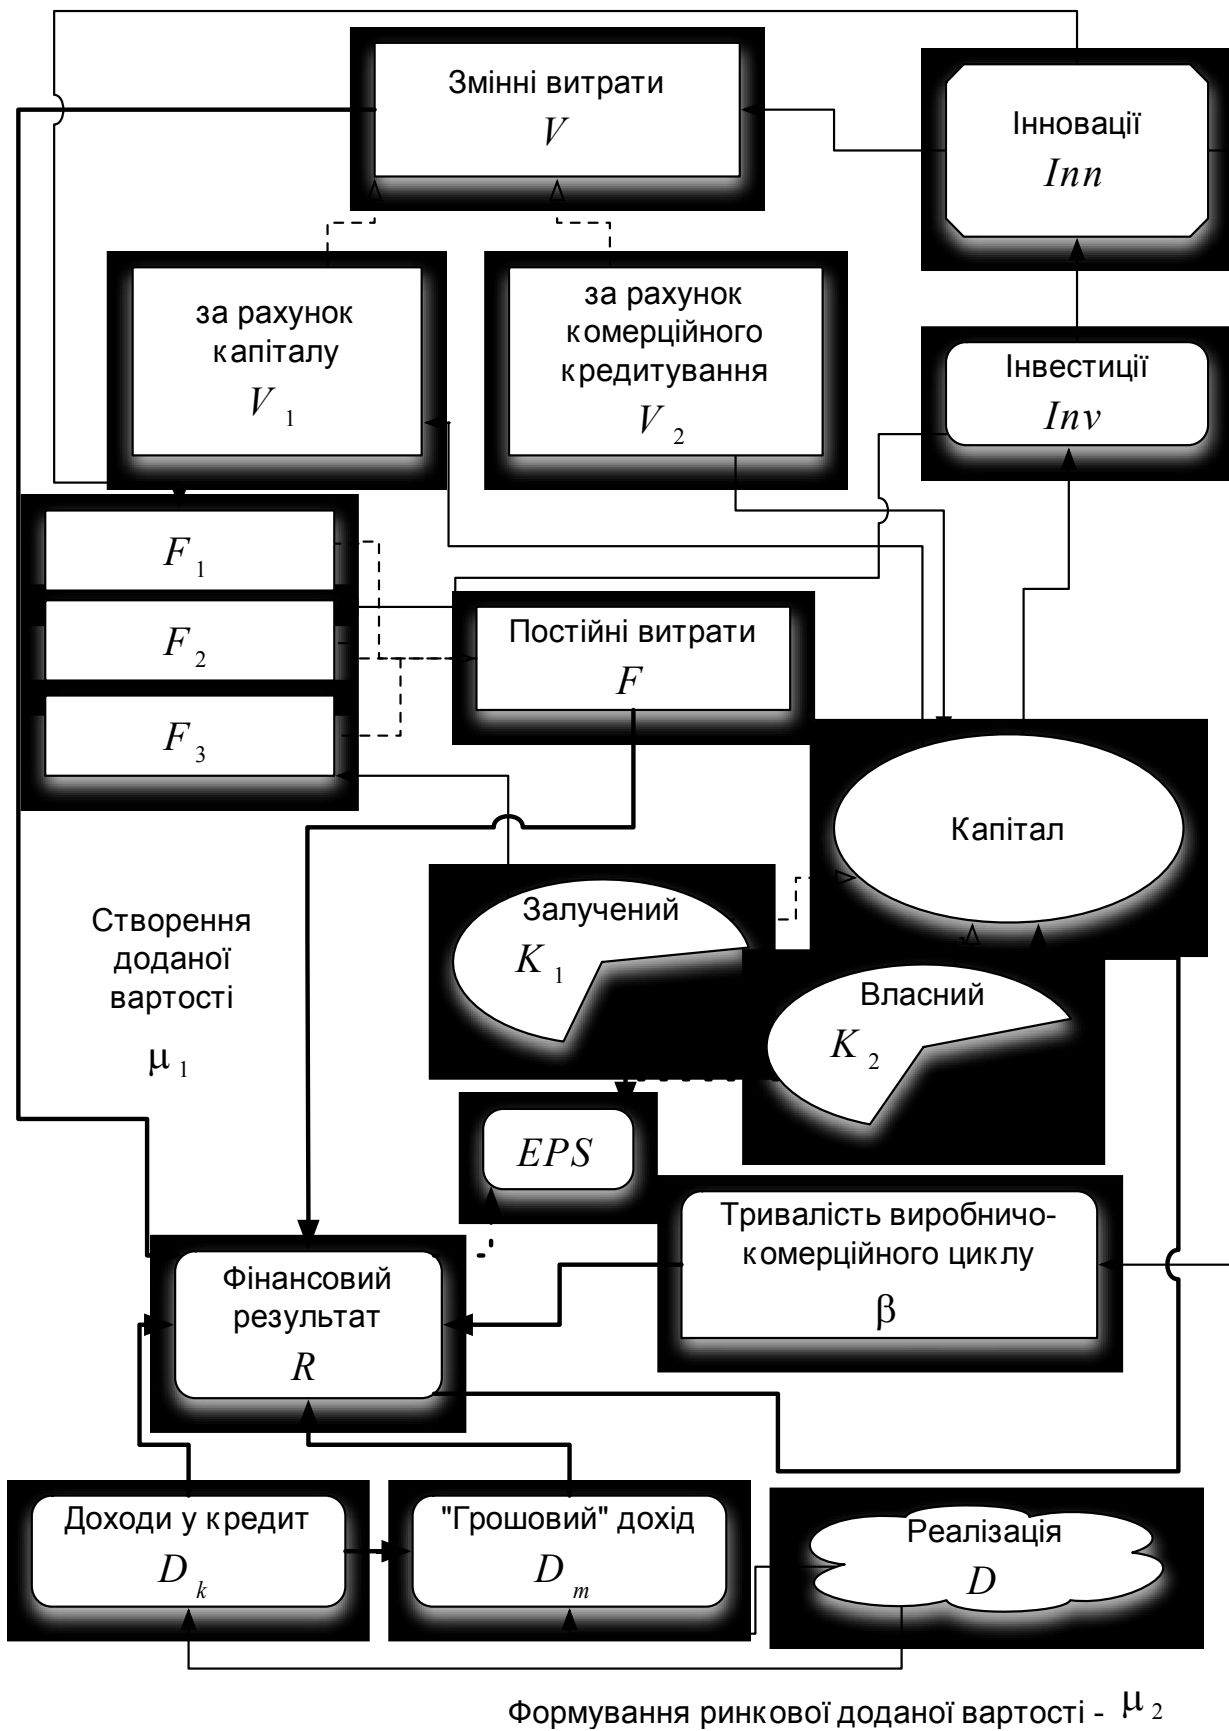 Змінні витрати
V
Інновації
Inn
за рахунок
капіталу
V 1
за рахунок
комерційного
кредитування
V 2
Інвестиції
Inv
F 1
F 2
F 3
Постійні витрати
F
Капітал
Залучений
K 1
Власний
K 2
Створення
доданої
вартості
μ 1
EPS
Тривалість виробничо-
комерційного циклу
β
Фінансовий
результат
R
Доходи у кредит
D k
"Грошовий" дохід
D m
Реалізація
D
Формування ринкової доданої вартості - μ 2